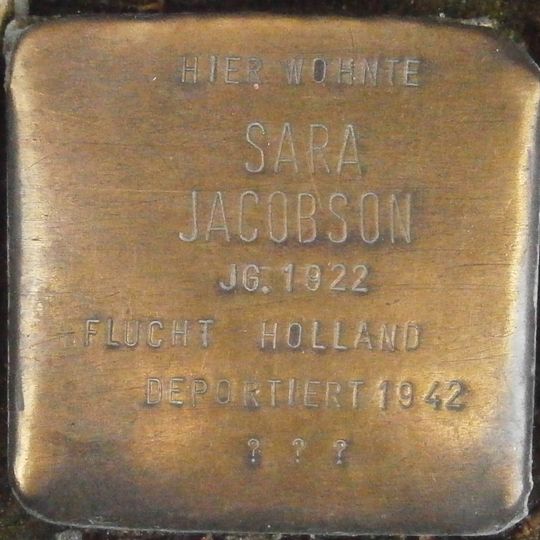 HIER WOHNTE
SARA
JACOBSON
JG. 1922
FLUCHT HOLLAND
DEPORTIERT 1942
? ? ?